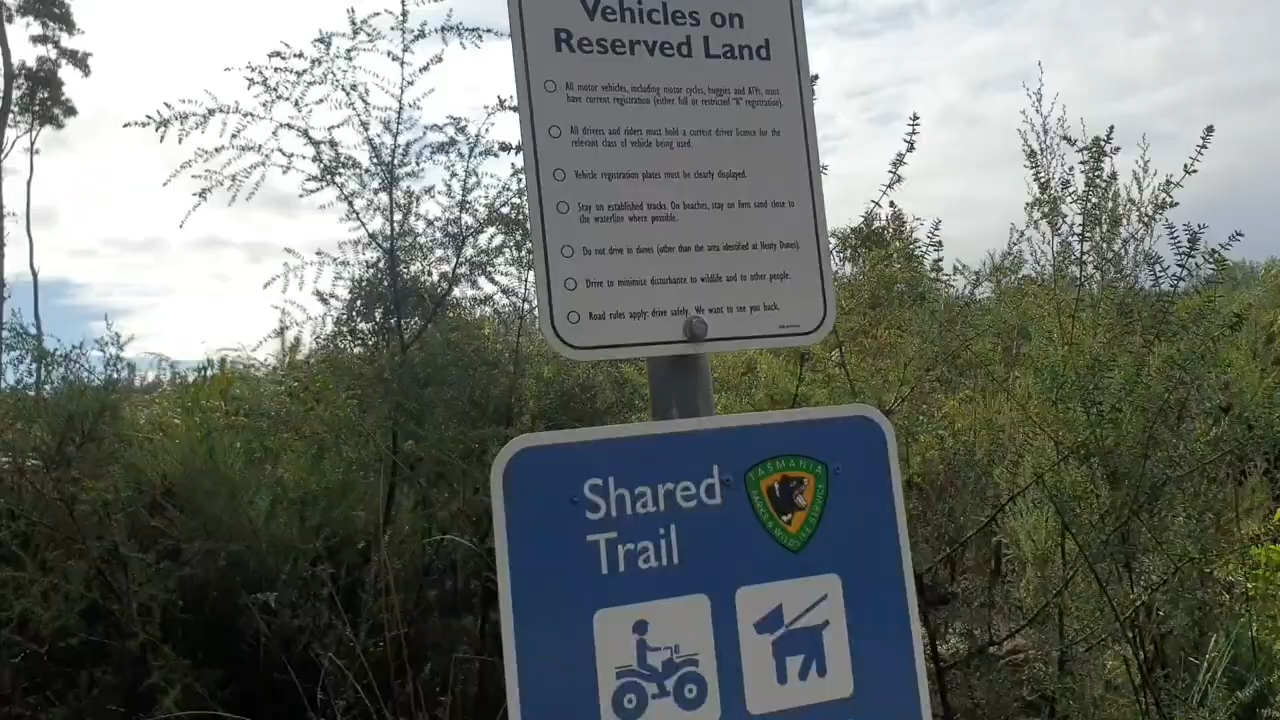 Vehicles on
Reserved Land
All motor vehicles, including motor cycles, buggies and ATVs, must
have current registration (either full or restricted "R" registration).
All drivers and riders must hold a current driver licence for the
relevant class of vehicle being used.
Vehicle registration plates must be clearly displayed.
Stay on established tracks. On beaches, stay on firm sand close to
the waterline where possible.
Do not drive in dunes (other than the area identified at Henty Dunes).
Drive to minimise disturbance to wildlife and to other people.
Road rules apply: drive safely. We want to see you back.
Shared
Trail
TASMANIA
PARKS & WILDLIFE SERVICE